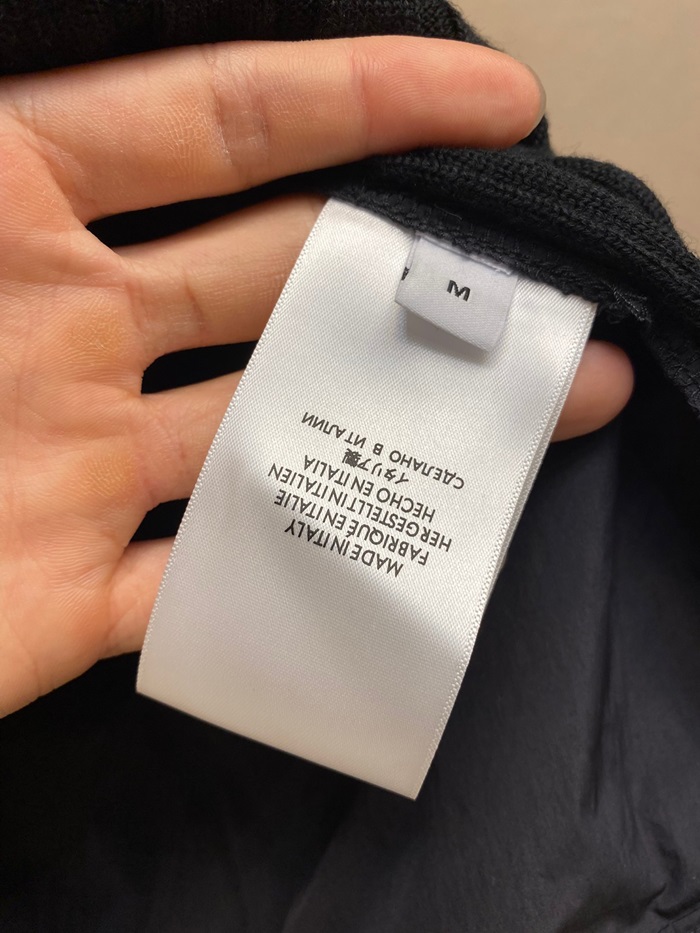 M
MADE IN ITALY
FABRIQUÉ EN ITALIE
HERGESTELLT IN ITALIEN
HECHO EN ITALIA
イタリア製
СДЕЛАНО В ИТАЛИИ